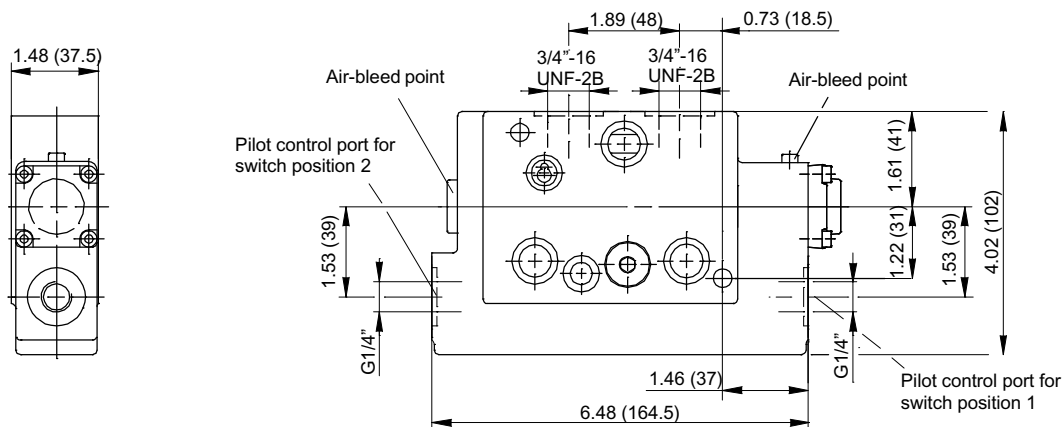 1.48 (37.5)
1.89 (48)
0.73 (18.5)
3/4”-16
UNF-2B
3/4”-16
UNF-2B
Air-bleed point
Air-bleed point
Pilot control port for
switch position 2
1.61 (41)
1.53 (39)
1.22 (31)
1.53 (39)
4.02 (102)
G1/4”
G1/4”
1.46 (37)
6.48 (164.5)
Pilot control port for
switch position 1